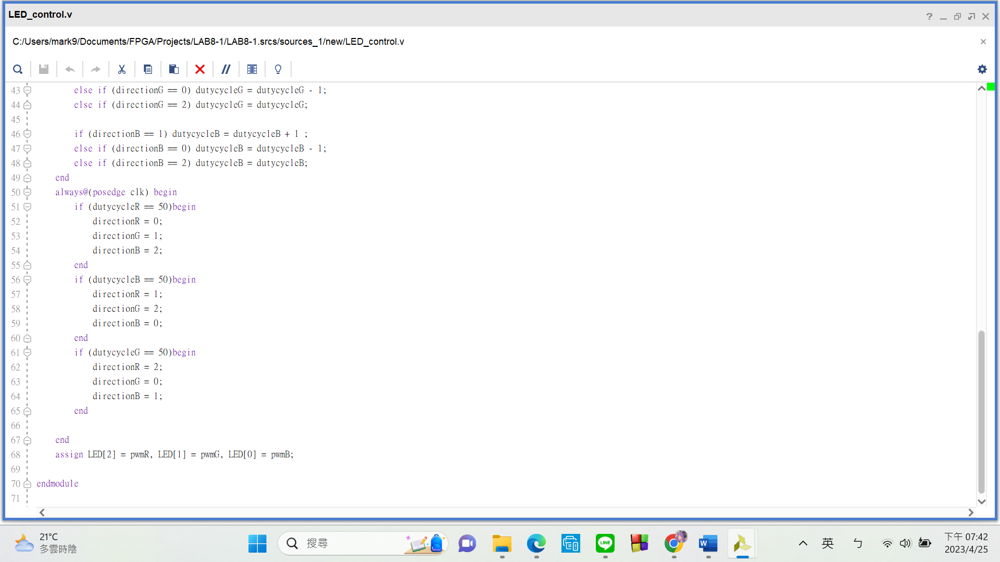 LED_control.v
C:/Users/mark9/Documents/FPGA/Projects/LAB8-1/LAB8-1.srcs/sources_1/new/LED_control.v
43 else if (directionG == 0) dutycycleG = dutycycleG - 1;
44 else if (directionG == 2) dutycycleG = dutycycleG;
45
46 if (directionB == 1) dutycycleB = dutycycleB + 1 ;
47 else if (directionB == 0) dutycycleB = dutycycleB - 1;
48 else if (directionB == 2) dutycycleB = dutycycleB;
49 end
50 always@(posedge clk) begin
51 if (dutycycleR == 50)begin
52 directionR = 0;
53 directionG = 1;
54 directionB = 2;
55 end
56 if (dutycycleB == 50)begin
57 directionR = 1;
58 directionG = 2;
59 directionB = 0;
60 end
61 if (dutycycleG == 50)begin
62 directionR = 2;
63 directionG = 0;
64 directionB = 1;
65 end
66
67 end
68 assign LED[2] = pwmR, LED[1] = pwmG, LED[0] = pwmB;
69
70 endmodule
71
21°C
多雲時陰
搜尋
LINE
W
英
ㄅ
下午 07:42
2023/4/25